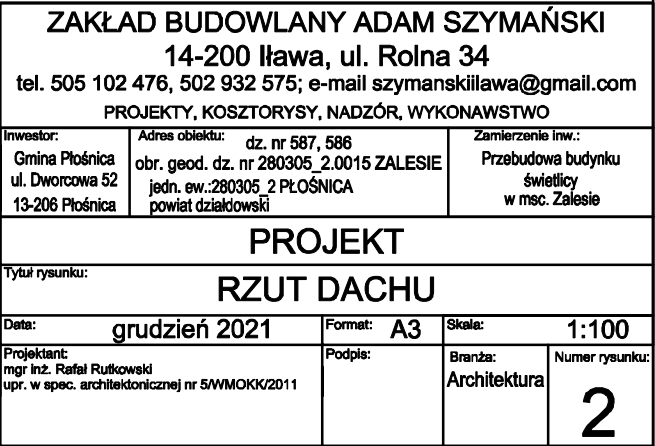 ZAKŁAD BUDOWLANY ADAM SZYMAŃSKI
14-200 Iława, ul. Rolna 34
tel. 505 102 476, 502 932 575; e-mail szymanskiilawa@gmail.com
PROJEKTY, KOSZTORYSY, NADZÓR, WYKONAWSTWO
Inwestor:
Gmina Płośnica
ul. Dworcowa 52
13-206 Płośnica
Adres obiektu:
dz. nr 587, 586
obr. geod. dz. nr 280305_2.0015 ZALESIE
jedn. ew.:280305_2 PŁOŚNICA
powiat działdowski
Zamierzenie inw.:
Przebudowa budynku
świetlicy
w msc. Zalesie
PROJEKT
Tytuł rysunku:
RZUT DACHU
Data:
grudzień 2021
Format:
A3
Skala:
1:100
Projektant:
mgr inż. Rafał Rutkowski
upr. w spec. architektonicznej nr 5/WMOKK/2011
Podpis:
Branża:
Architektura
Numer rysunku:
2